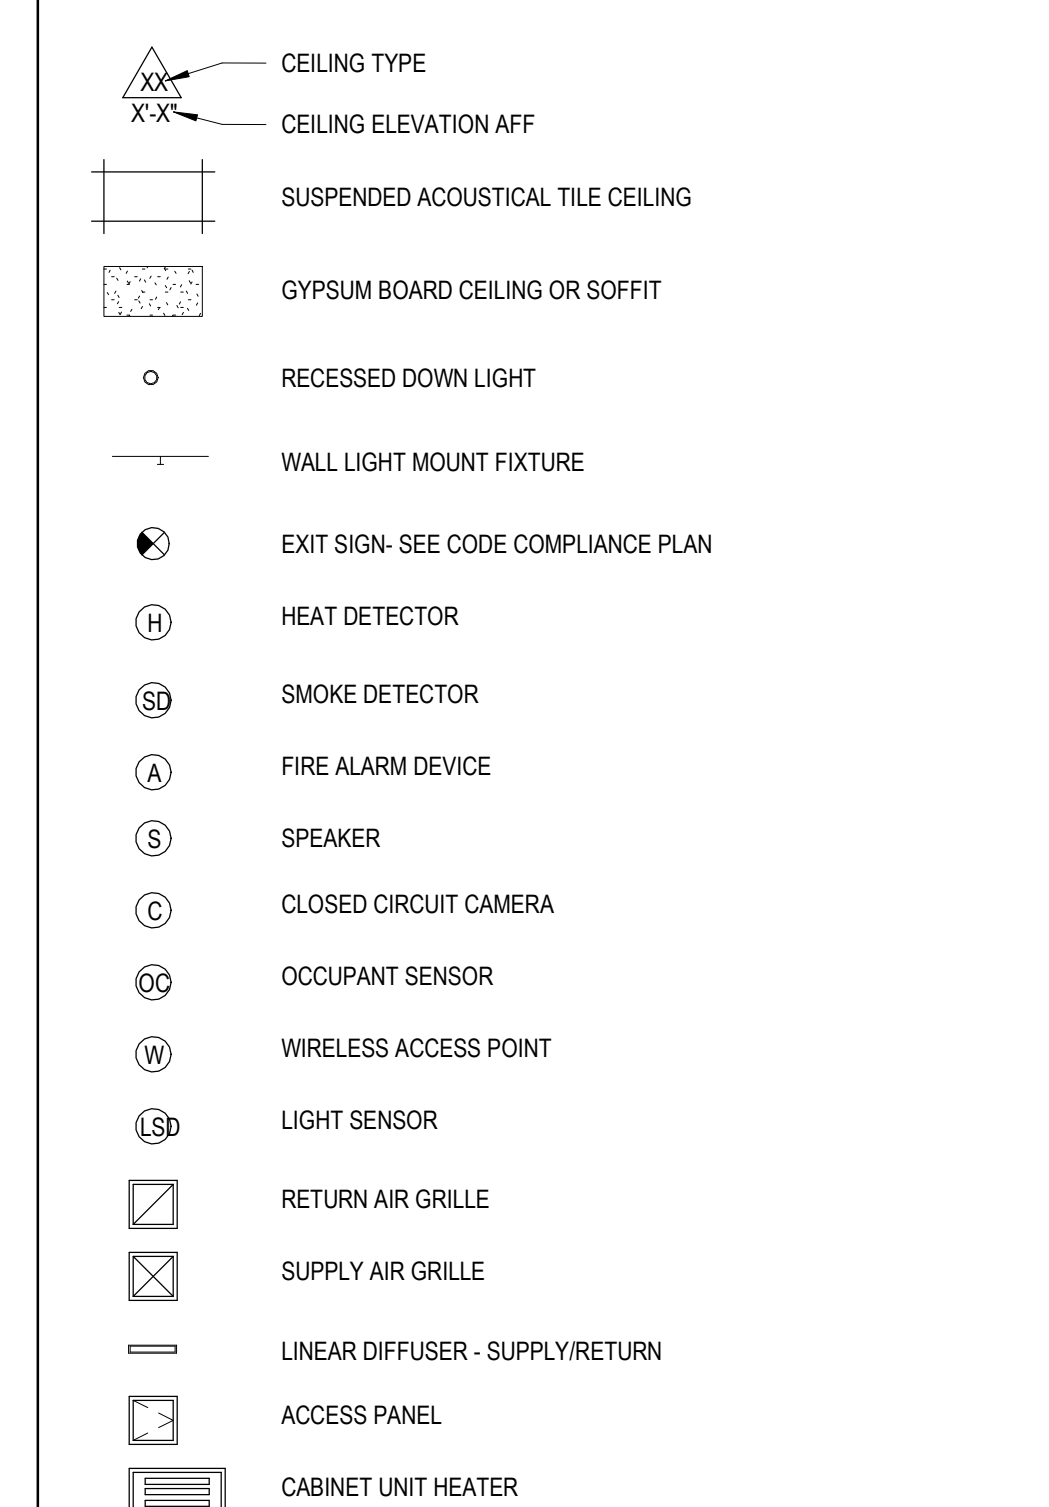 XX CEILING TYPE
X'-X" CEILING ELEVATION AFF
SUSPENDED ACOUSTICAL TILE CEILING
GYPSUM BOARD CEILING OR SOFFIT
RECESSED DOWN LIGHT
WALL LIGHT MOUNT FIXTURE
EXIT SIGN- SEE CODE COMPLIANCE PLAN
H HEAT DETECTOR
SD SMOKE DETECTOR
A FIRE ALARM DEVICE
S SPEAKER
C CLOSED CIRCUIT CAMERA
OC OCCUPANT SENSOR
W WIRELESS ACCESS POINT
LSD LIGHT SENSOR
RETURN AIR GRILLE
SUPPLY AIR GRILLE
LINEAR DIFFUSER - SUPPLY/RETURN
ACCESS PANEL
CABINET UNIT HEATER